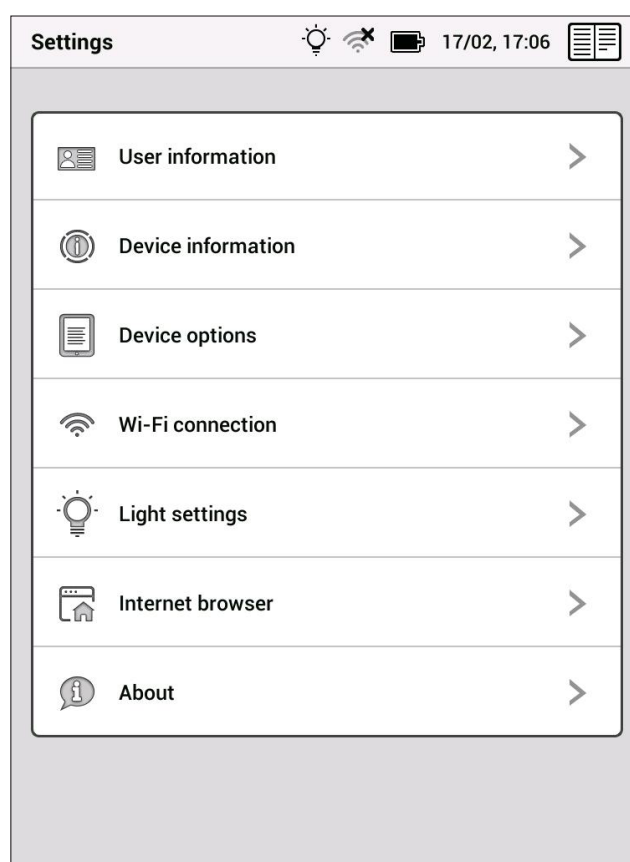 Settings 17/02, 17:06
User information
Device information
Device options
Wi-Fi connection
Light settings
Internet browser
About